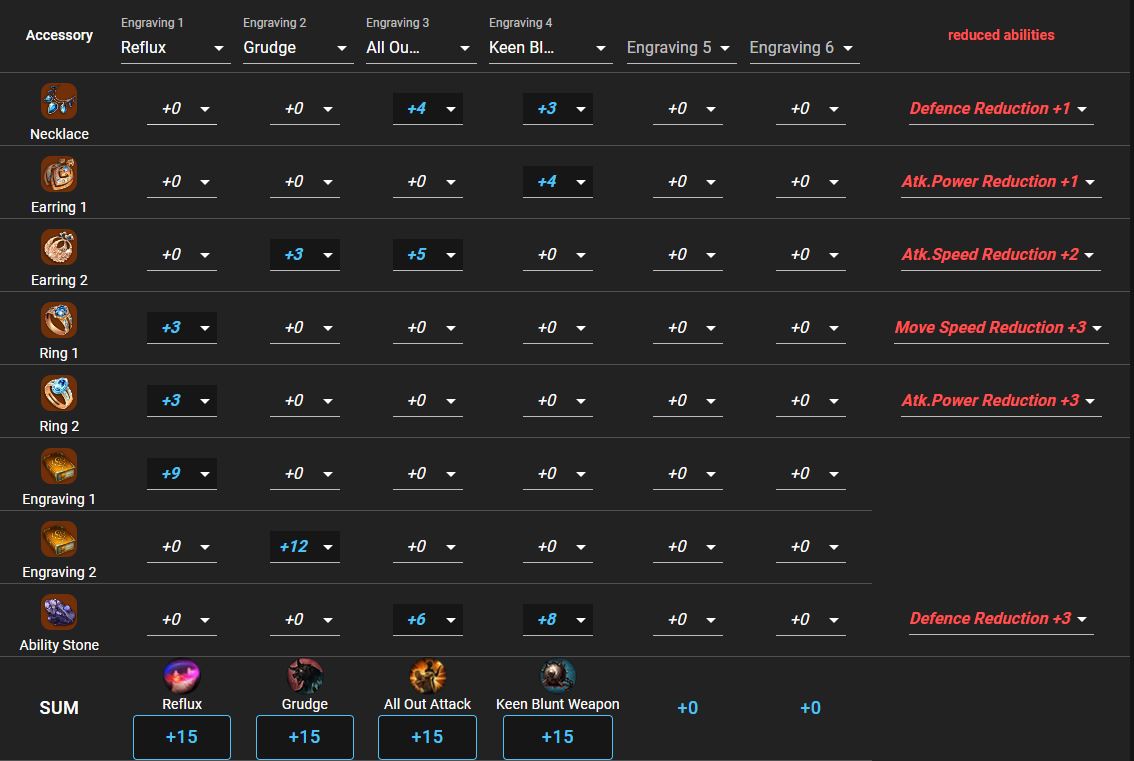 Accessory
Engraving 1 Engraving 2 Engraving 3 Engraving 4
Reflux Grudge All Ou... Keen Bl... Engraving 5 Engraving 6 reduced abilities
+0 +0 +4 +3 +0 +0 Defence Reduction +1
Necklace
+0 +0 +0 +4 +0 +0 Atk.Power Reduction +1
Earring 1
+0 +3 +5 +0 +0 +0 Atk.Speed Reduction +2
Earring 2
+3 +0 +0 +0 +0 +0 Move Speed Reduction +3
Ring 1
+3 +0 +0 +0 +0 +0 Atk.Power Reduction +3
Ring 2
+9 +0 +0 +0 +0 +0
Engraving 1
+0 +12 +0 +0 +0 +0
Engraving 2
+0 +0 +6 +8 +0 +0 Defence Reduction +3
Ability Stone
Reflux Grudge All Out Attack Keen Blunt Weapon
SUM +0 +0
+15 +15 +15 +15